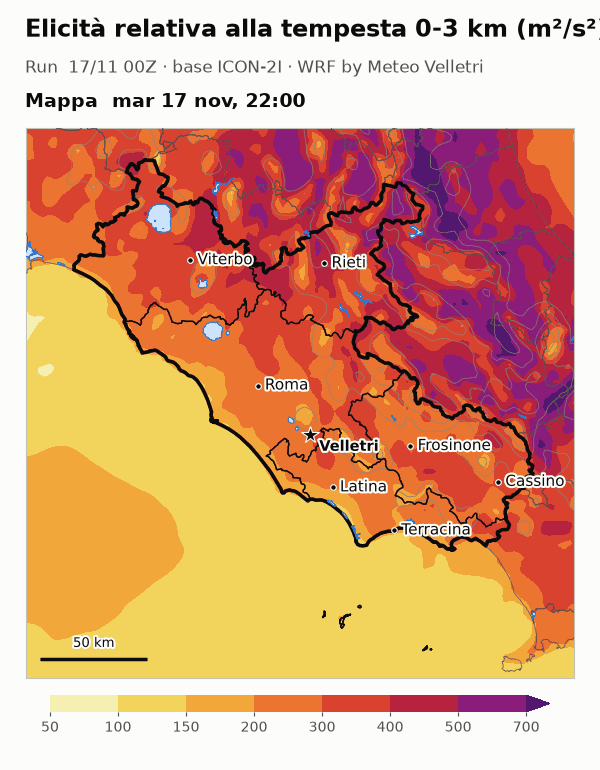 Elicità relativa alla tempesta 0-3 km (m²/s²)
Run  17/11 00Z · base ICON-2I · WRF by Meteo Velletri
Mappa  mar 17 nov, 22:00
Viterbo
Rieti
Roma
Velletri
Frosinone
Cassino
Latina
Terracina
50 km
50 100 150 200 300 400 500 700